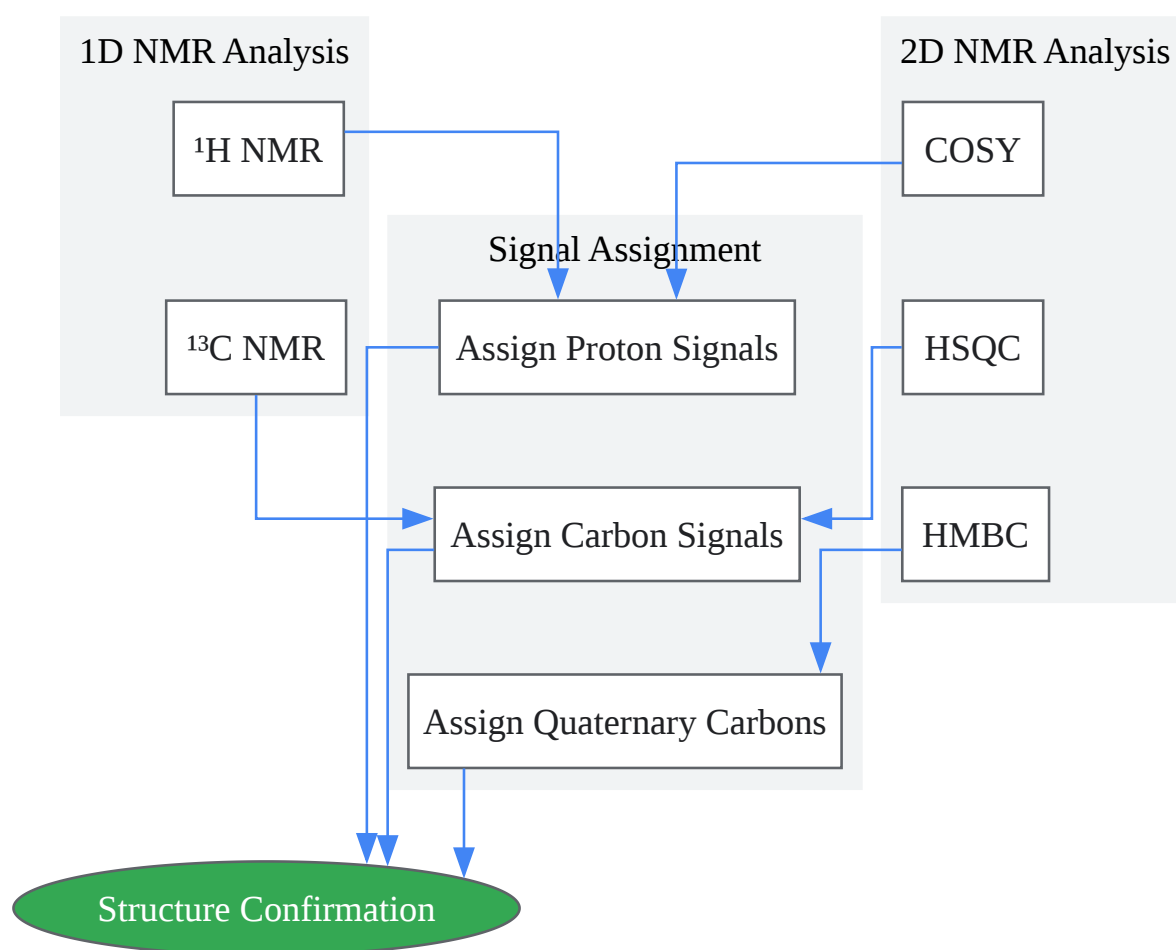 1D NMR Analysis
¹H NMR
¹³C NMR
2D NMR Analysis
COSY
HSQC
HMBC
Signal Assignment
Assign Proton Signals
Assign Carbon Signals
Assign Quaternary Carbons
Structure Confirmation